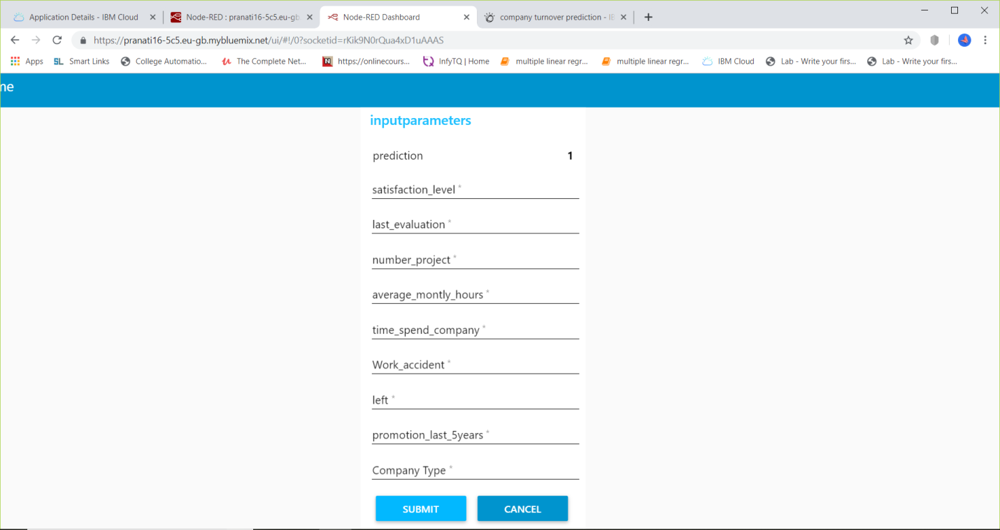 Application Details - IBM Cloud
Node-RED : pranati16-5c5.eu-gb.
Node-RED Dashboard
company turnover prediction - IE
https://pranati16-5c5.eu-gb.mybluemix.net/ui/#!/0?socketid=rKik9N0rQua4xD1uAAAS
Apps
SL Smart Links
College Automatio...
The Complete Net...
N https://onlinecours...
InfyTQ | Home
multiple linear regr...
multiple linear regr...
IBM Cloud
Lab - Write your firs...
Lab - Write your firs...
me
inputparameters
prediction 1
satisfaction_level *
last_evaluation *
number_project *
average_montly_hours *
time_spend_company *
Work_accident *
left *
promotion_last_5years *
Company Type *
SUBMIT CANCEL